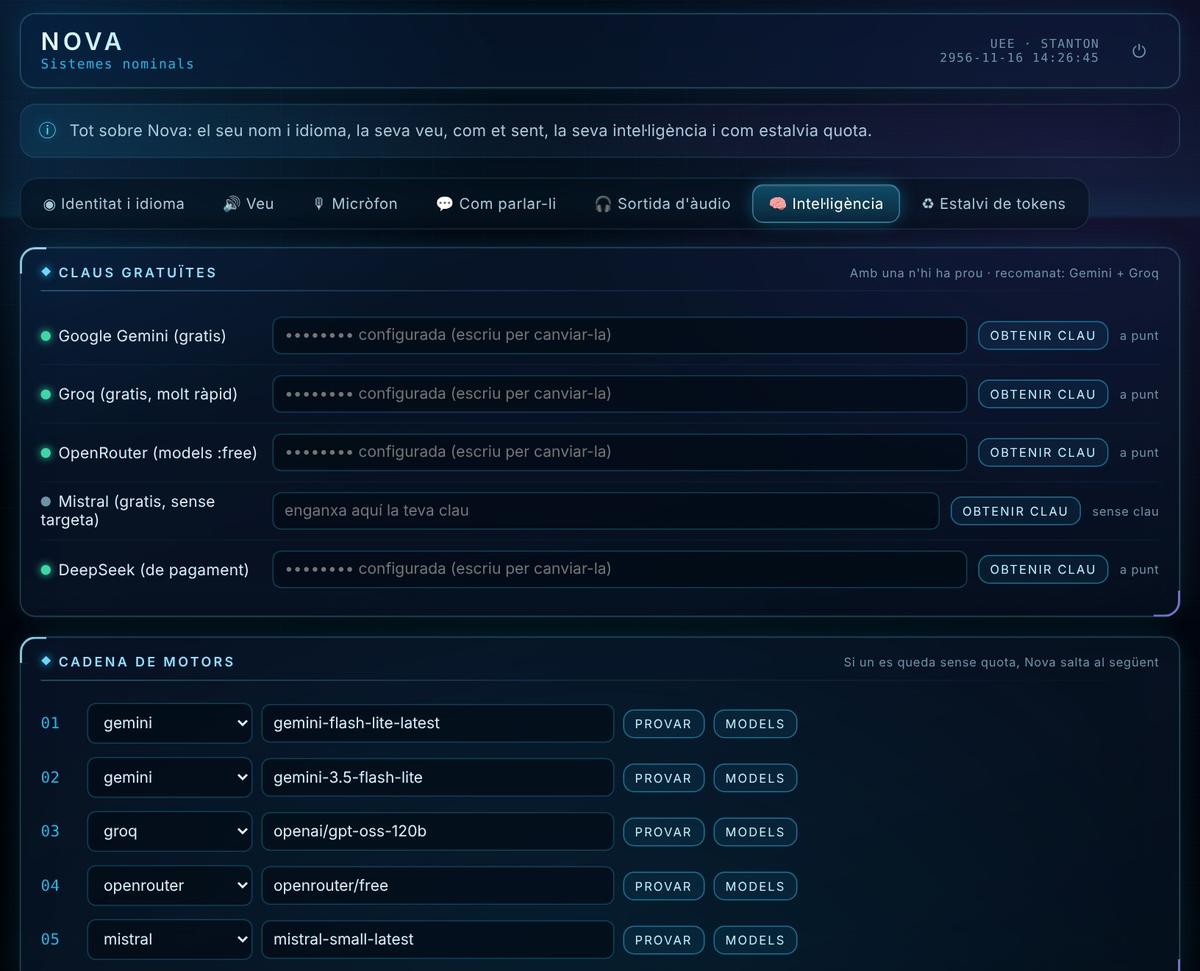 NOVA
Sistemes nominals
UEE · STANTON
2956-11-16 14:26:45
Tot sobre Nova: el seu nom i idioma, la seva veu, com et sent, la seva intel·ligència i com estalvia quota.
Identitat i idioma
Veu
Micròfon
Com parlar-li
Sortida d'àudio
Intel·ligència
Estalvi de tokens
CLAUS GRATUÏTES
Amb una n'hi ha prou · recomanat: Gemini + Groq
Google Gemini (gratis)
•••••••• configurada (escriu per canviar-la)
OBTENIR CLAU
a punt
Groq (gratis, molt ràpid)
•••••••• configurada (escriu per canviar-la)
OBTENIR CLAU
a punt
OpenRouter (models :free)
•••••••• configurada (escriu per canviar-la)
OBTENIR CLAU
a punt
Mistral (gratis, sense
targeta)
enganxa aquí la teva clau
OBTENIR CLAU
sense clau
DeepSeek (de pagament)
•••••••• configurada (escriu per canviar-la)
OBTENIR CLAU
a punt
CADENA DE MOTORS
Si un es queda sense quota, Nova salta al següent
01
gemini
gemini-flash-lite-latest
PROVAR
MODELS
02
gemini
gemini-3.5-flash-lite
PROVAR
MODELS
03
groq
openai/gpt-oss-120b
PROVAR
MODELS
04
openrouter
openrouter/free
PROVAR
MODELS
05
mistral
mistral-small-latest
PROVAR
MODELS